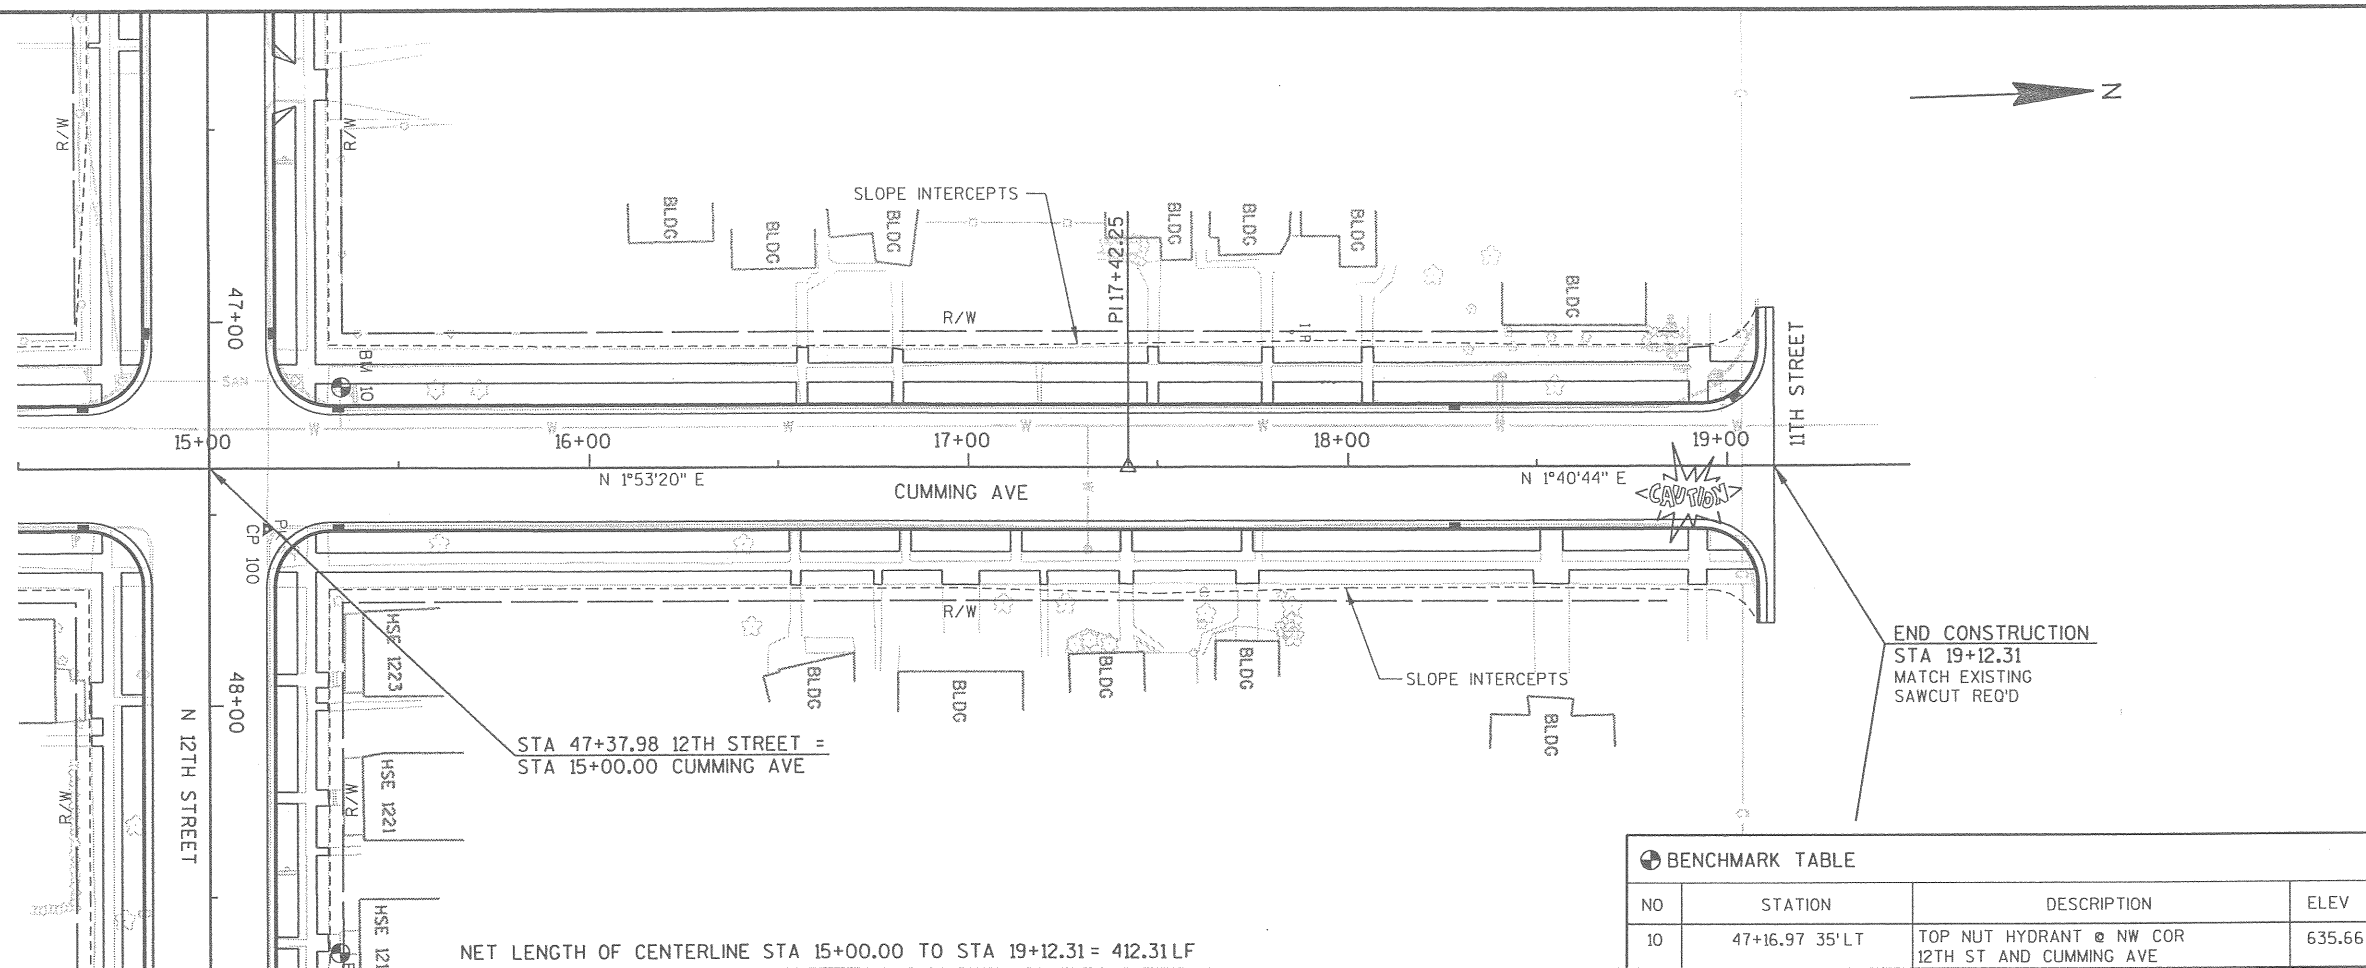 N
R/W
R/W
SLOPE INTERCEPTS
BLDG
BLDG
BLDG
BLDG
BLDG
BLDG
BLDG
PI 17+42.25
47+00
R/W
BM 10
SAN
11TH STREET
W W W W W W W
15+00 16+00 17+00 18+00 19+00
N 1°53'20" E
CUMMING AVE
N 1°40'44" E
CAUTION
CP 100
R/W
HSE 1223
BLDG
BLDG
BLDG
BLDG
BLDG
SLOPE INTERCEPTS
END CONSTRUCTION
STA 19+12.31
MATCH EXISTING
SAWCUT REQ'D
48+00
N 12TH STREET
STA 47+37.98 12TH STREET =
STA 15+00.00 CUMMING AVE
R/W
R/W
HSE 1221
NET LENGTH OF CENTERLINE STA 15+00.00 TO STA 19+12.31 = 412.31 LF
BENCHMARK TABLE
NO STATION DESCRIPTION ELEV
10 47+16.97 35'LT TOP NUT HYDRANT @ NW COR 635.66
12TH ST AND CUMMING AVE